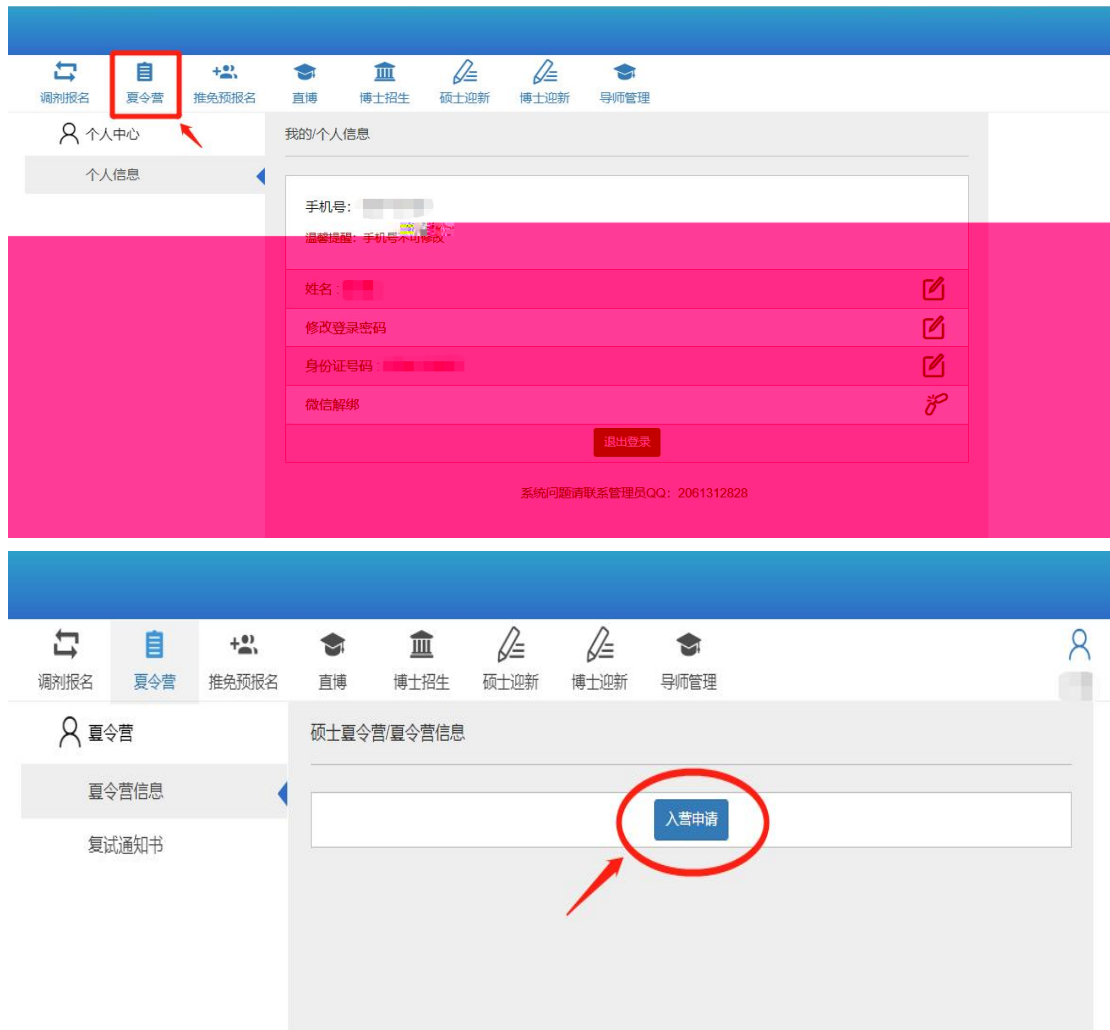 调剂报名 夏令营 推免预报名 直博 博士招生 硕士迎新 博士迎新 导师管理
个人中心
我的/个人信息
个人信息
手机号：
温馨提醒：手机号不可修改
姓名：
修改登录密码
身份证号码：
微信解绑
退出登录
系统问题请联系管理员QQ：2061312828
调剂报名 夏令营 推免预报名 直博 博士招生 硕士迎新 博士迎新 导师管理
夏令营
硕士夏令营/夏令营信息
夏令营信息
入营申请
复试通知书